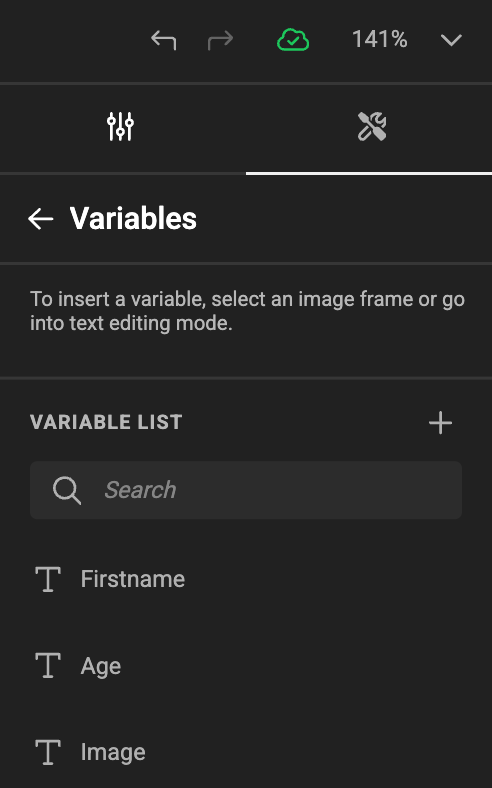 141%
Variables
To insert a variable, select an image frame or go
into text editing mode.
VARIABLE LIST
Search
Firstname
Age
Image